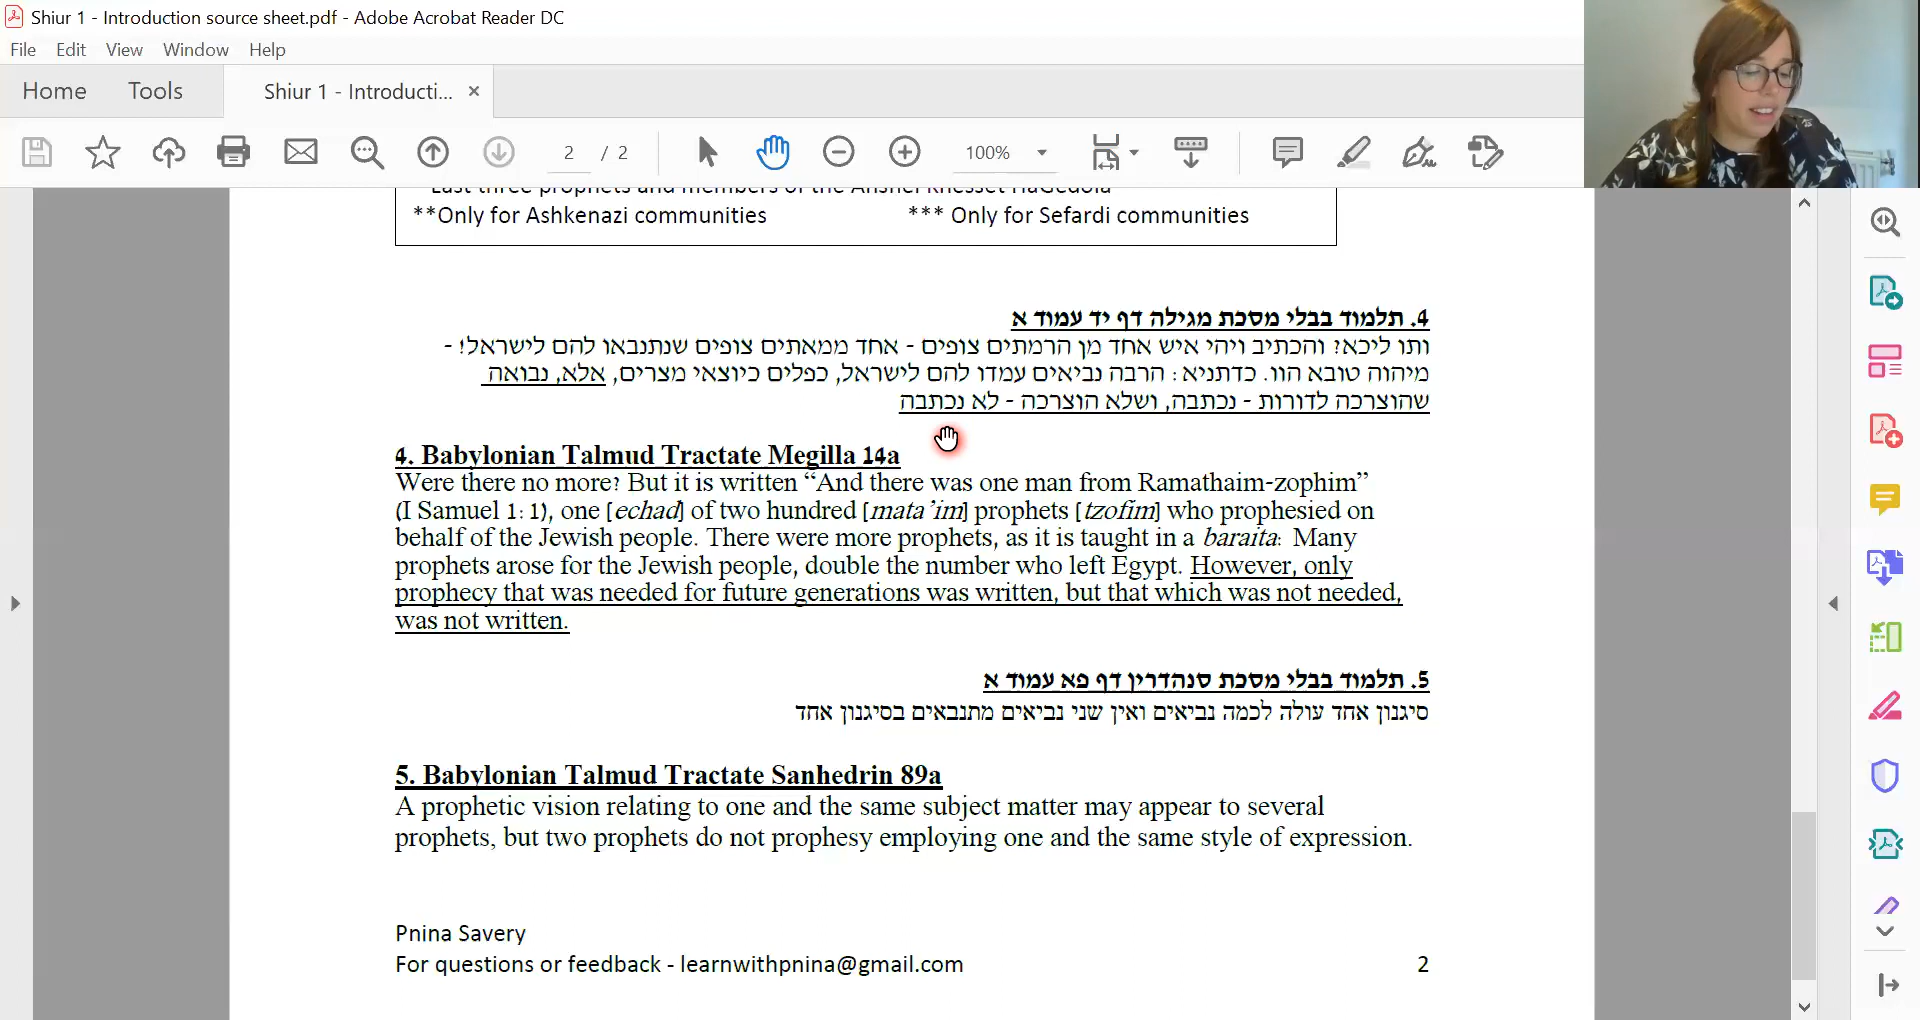 Shiur 1 - Introduction source sheet.pdf - Adobe Acrobat Reader DC
File Edit View Window Help
Home Tools Shiur 1 - Introducti... ×
2 / 2 100%
Last three prophets and members of the Anshei Knesset HaGedola
**Only for Ashkenazi communities *** Only for Sefardi communities
4. תלמוד בבלי מסכת מגילה דף יד עמוד א
ותו ליכא? והכתיב ויהי איש אחד מן הרמתים צופים - אחד ממאתים צופים שנתנבאו להם לישראל! -
מיהוה טובא הוו. כדתניא: הרבה נביאים עמדו להם לישראל, כפלים כיוצאי מצרים, אלא, נבואה
שהוצרכה לדורות - נכתבה, ושלא הוצרכה - לא נכתבה
4. Babylonian Talmud Tractate Megilla 14a
Were there no more? But it is written “And there was one man from Ramathaim-zophim”
(I Samuel 1:1), one [echad] of two hundred [mata’im] prophets [tzofim] who prophesied on
behalf of the Jewish people. There were more prophets, as it is taught in a baraita: Many
prophets arose for the Jewish people, double the number who left Egypt. However, only
prophecy that was needed for future generations was written, but that which was not needed,
was not written.
5. תלמוד בבלי מסכת סנהדרין דף פא עמוד א
סיגנון אחד עולה לכמה נביאים ואין שני נביאים מתנבאים בסיגנון אחד
5. Babylonian Talmud Tractate Sanhedrin 89a
A prophetic vision relating to one and the same subject matter may appear to several
prophets, but two prophets do not prophesy employing one and the same style of expression.
Pnina Savery
For questions or feedback - learnwithpnina@gmail.com 2